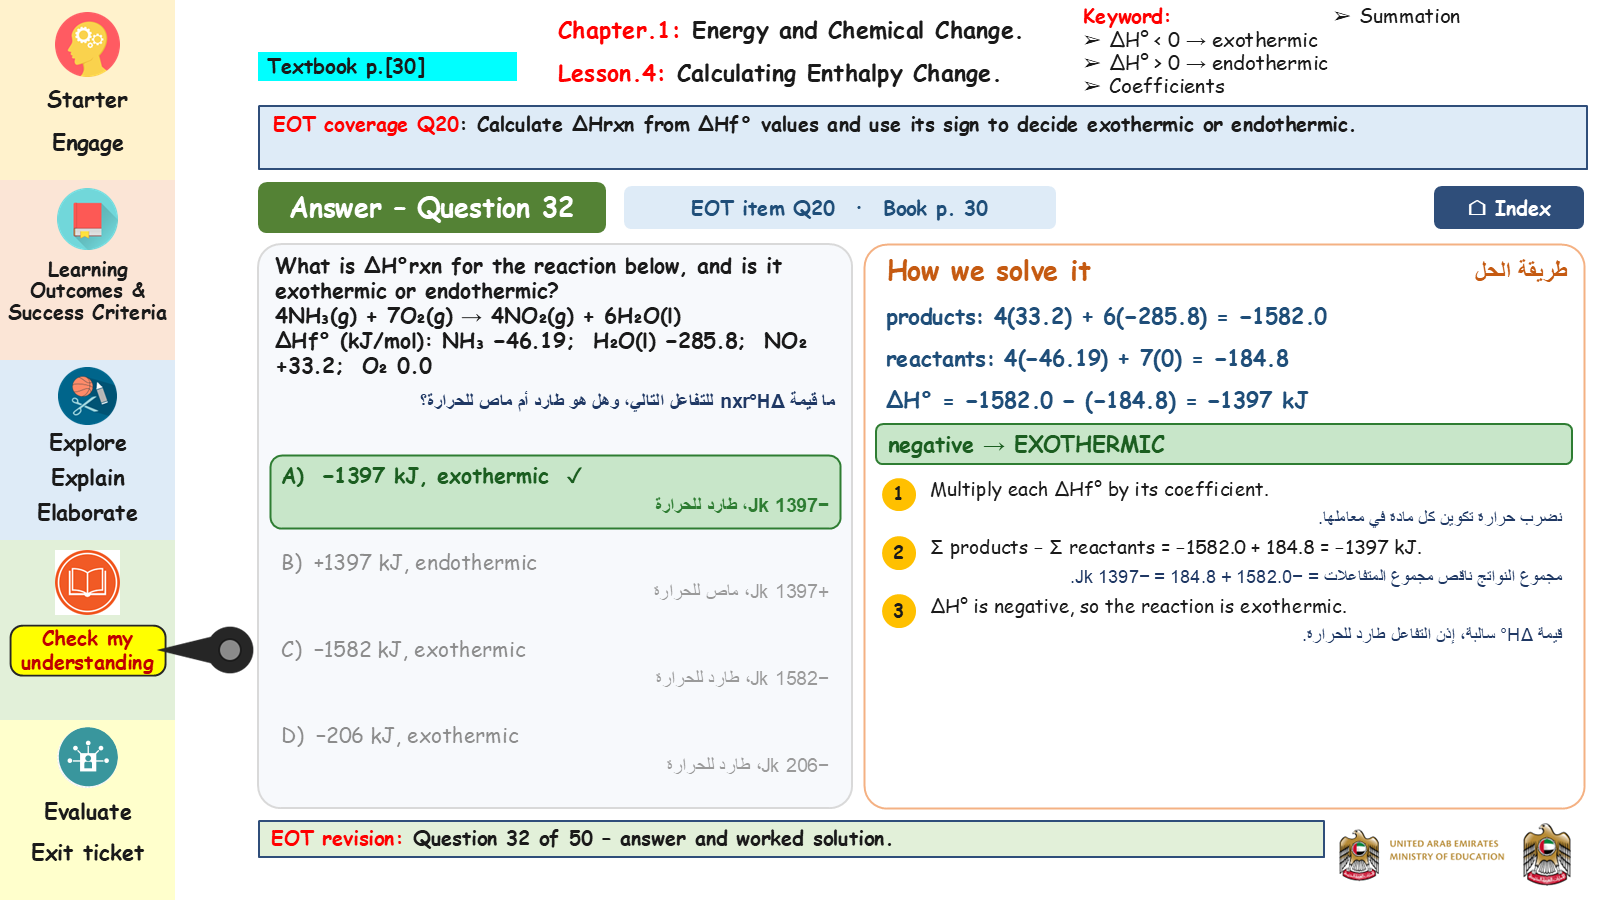 Starter
Engage
Learning
Outcomes &
Success Criteria
Explore
Explain
Elaborate
Check my
understanding
Evaluate
Exit ticket
Textbook p.[30]
Chapter.1: Energy and Chemical Change.
Lesson.4: Calculating Enthalpy Change.
Keyword:
➢ ΔH° < 0 → exothermic
➢ ΔH° > 0 → endothermic
➢ Coefficients
➢ Summation
EOT coverage Q20: Calculate ΔHrxn from ΔHf° values and use its sign to decide exothermic or endothermic.
Answer – Question 32
EOT item Q20 · Book p. 30
⌂ Index
What is ΔH°rxn for the reaction below, and is it
exothermic or endothermic?
4NH₃(g) + 7O₂(g) → 4NO₂(g) + 6H₂O(l)
ΔHf° (kJ/mol): NH₃ −46.19; H₂O(l) −285.8; NO₂
+33.2; O₂ 0.0
ما قيمة ΔH°rxn للتفاعل التالي، وهل هو طارد أم ماص للحرارة؟
A) −1397 kJ, exothermic ✓
−1397 kJ، طارد للحرارة
B) +1397 kJ, endothermic
+1397 kJ، ماص للحرارة
C) −1582 kJ, exothermic
−1582 kJ، طارد للحرارة
D) −206 kJ, exothermic
−206 kJ، طارد للحرارة
How we solve it
طريقة الحل
products: 4(33.2) + 6(−285.8) = −1582.0
reactants: 4(−46.19) + 7(0) = −184.8
ΔH° = −1582.0 − (−184.8) = −1397 kJ
negative → EXOTHERMIC
1 Multiply each ΔHf° by its coefficient.
نضرب حرارة تكوين كل مادة في معاملها.
2 Σ products − Σ reactants = −1582.0 + 184.8 = −1397 kJ.
مجموع النواتج ناقص مجموع المتفاعلات = −1582.0 + 184.8 = −1397 kJ.
3 ΔH° is negative, so the reaction is exothermic.
قيمة ΔH° سالبة، إذن التفاعل طارد للحرارة.
EOT revision: Question 32 of 50 – answer and worked solution.
UNITED ARAB EMIRATES
MINISTRY OF EDUCATION